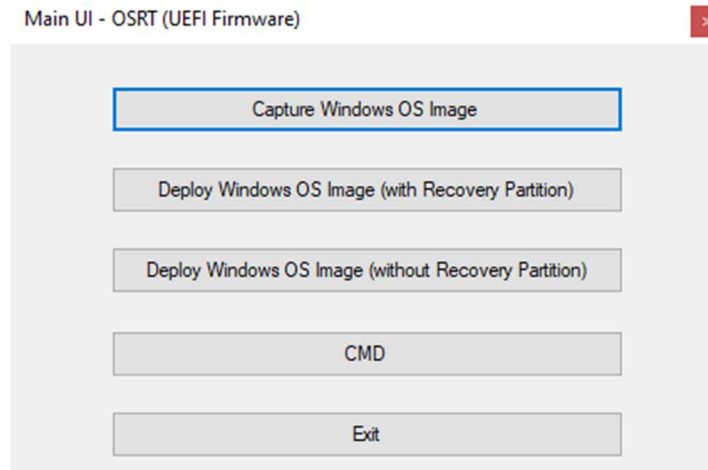 Main UI - OSRT (UEFI Firmware)
Capture Windows OS Image
Deploy Windows OS Image (with Recovery Partition)
Deploy Windows OS Image (without Recovery Partition)
CMD
Exit